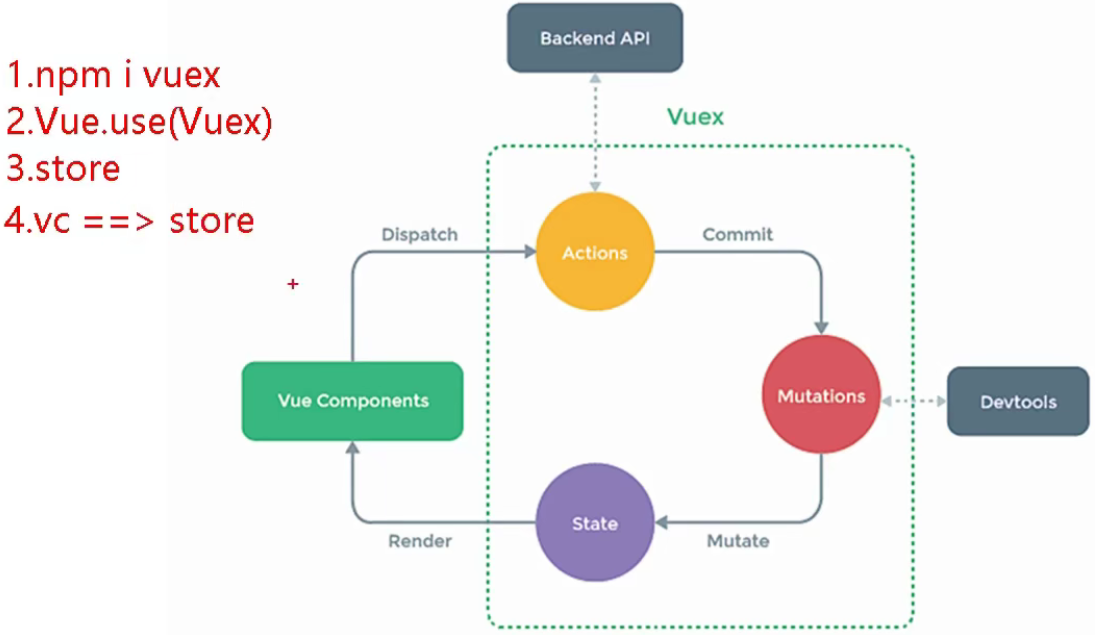 1.npm i vuex
2.Vue.use(Vuex)
3.store
4.vc ==> store
Backend API
Vuex
Dispatch
Actions
Commit
Vue Components
Mutations
Devtools
State
Render
Mutate